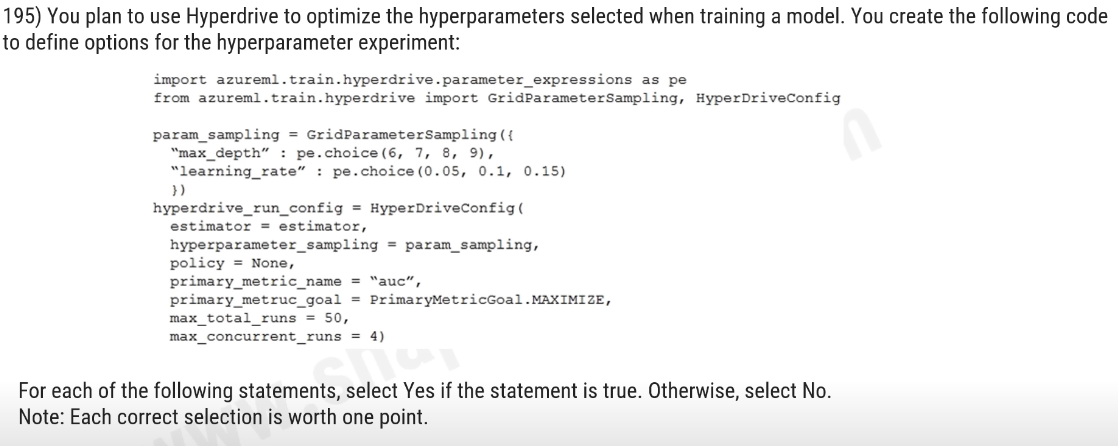 195) You plan to use Hyperdrive to optimize the hyperparameters selected when training a model. You create the following code
to define options for the hyperparameter experiment:
import azureml.train.hyperdrive.parameter_expressions as pe
from azureml.train.hyperdrive import GridParameterSampling, HyperDriveConfig
param_sampling = GridParameterSampling({
"max_depth" : pe.choice(6, 7, 8, 9),
"learning_rate" : pe.choice(0.05, 0.1, 0.15)
})
hyperdrive_run_config = HyperDriveConfig(
estimator = estimator,
hyperparameter_sampling = param_sampling,
policy = None,
primary_metric_name = "auc",
primary_metruc_goal = PrimaryMetricGoal.MAXIMIZE,
max_total_runs = 50,
max_concurrent_runs = 4)
For each of the following statements, select Yes if the statement is true. Otherwise, select No.
Note: Each correct selection is worth one point.